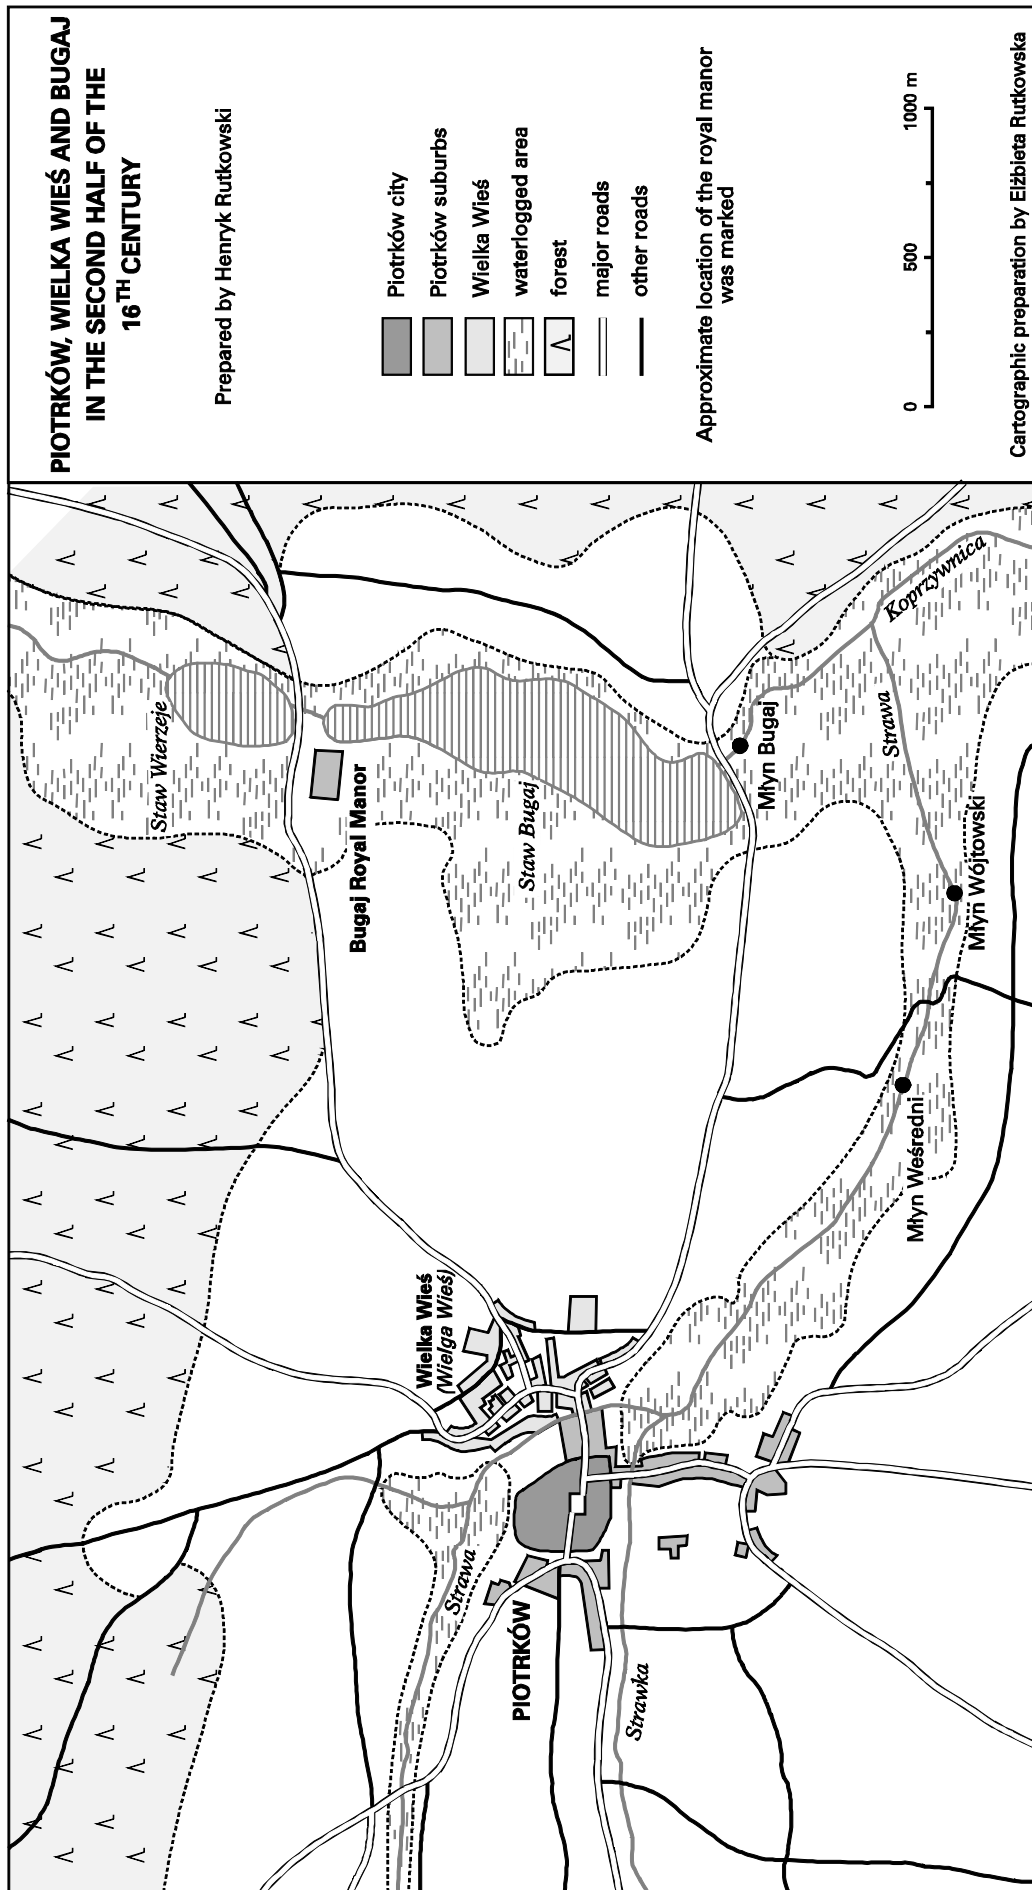 PIOTRKÓW, WIELKA WIEŚ AND BUGAJ
IN THE SECOND HALF OF THE
16TH CENTURY
Prepared by Henryk Rutkowski
Piotrków city
Piotrków suburbs
Wielka Wieś
waterlogged area
forest
major roads
other roads
Approximate location of the royal manor
was marked
0 500 1000 m
Cartographic preparation by Elżbieta Rutkowska
Staw Wierzeje
Bugaj Royal Manor
Staw Bugaj
Młyn Bugaj
Koprzywnica
Strawa
Młyn Wójtowski
Młyn Weśredni
Wielka Wieś
(Wielga Wieś)
Strawa
PIOTRKÓW
Strawka